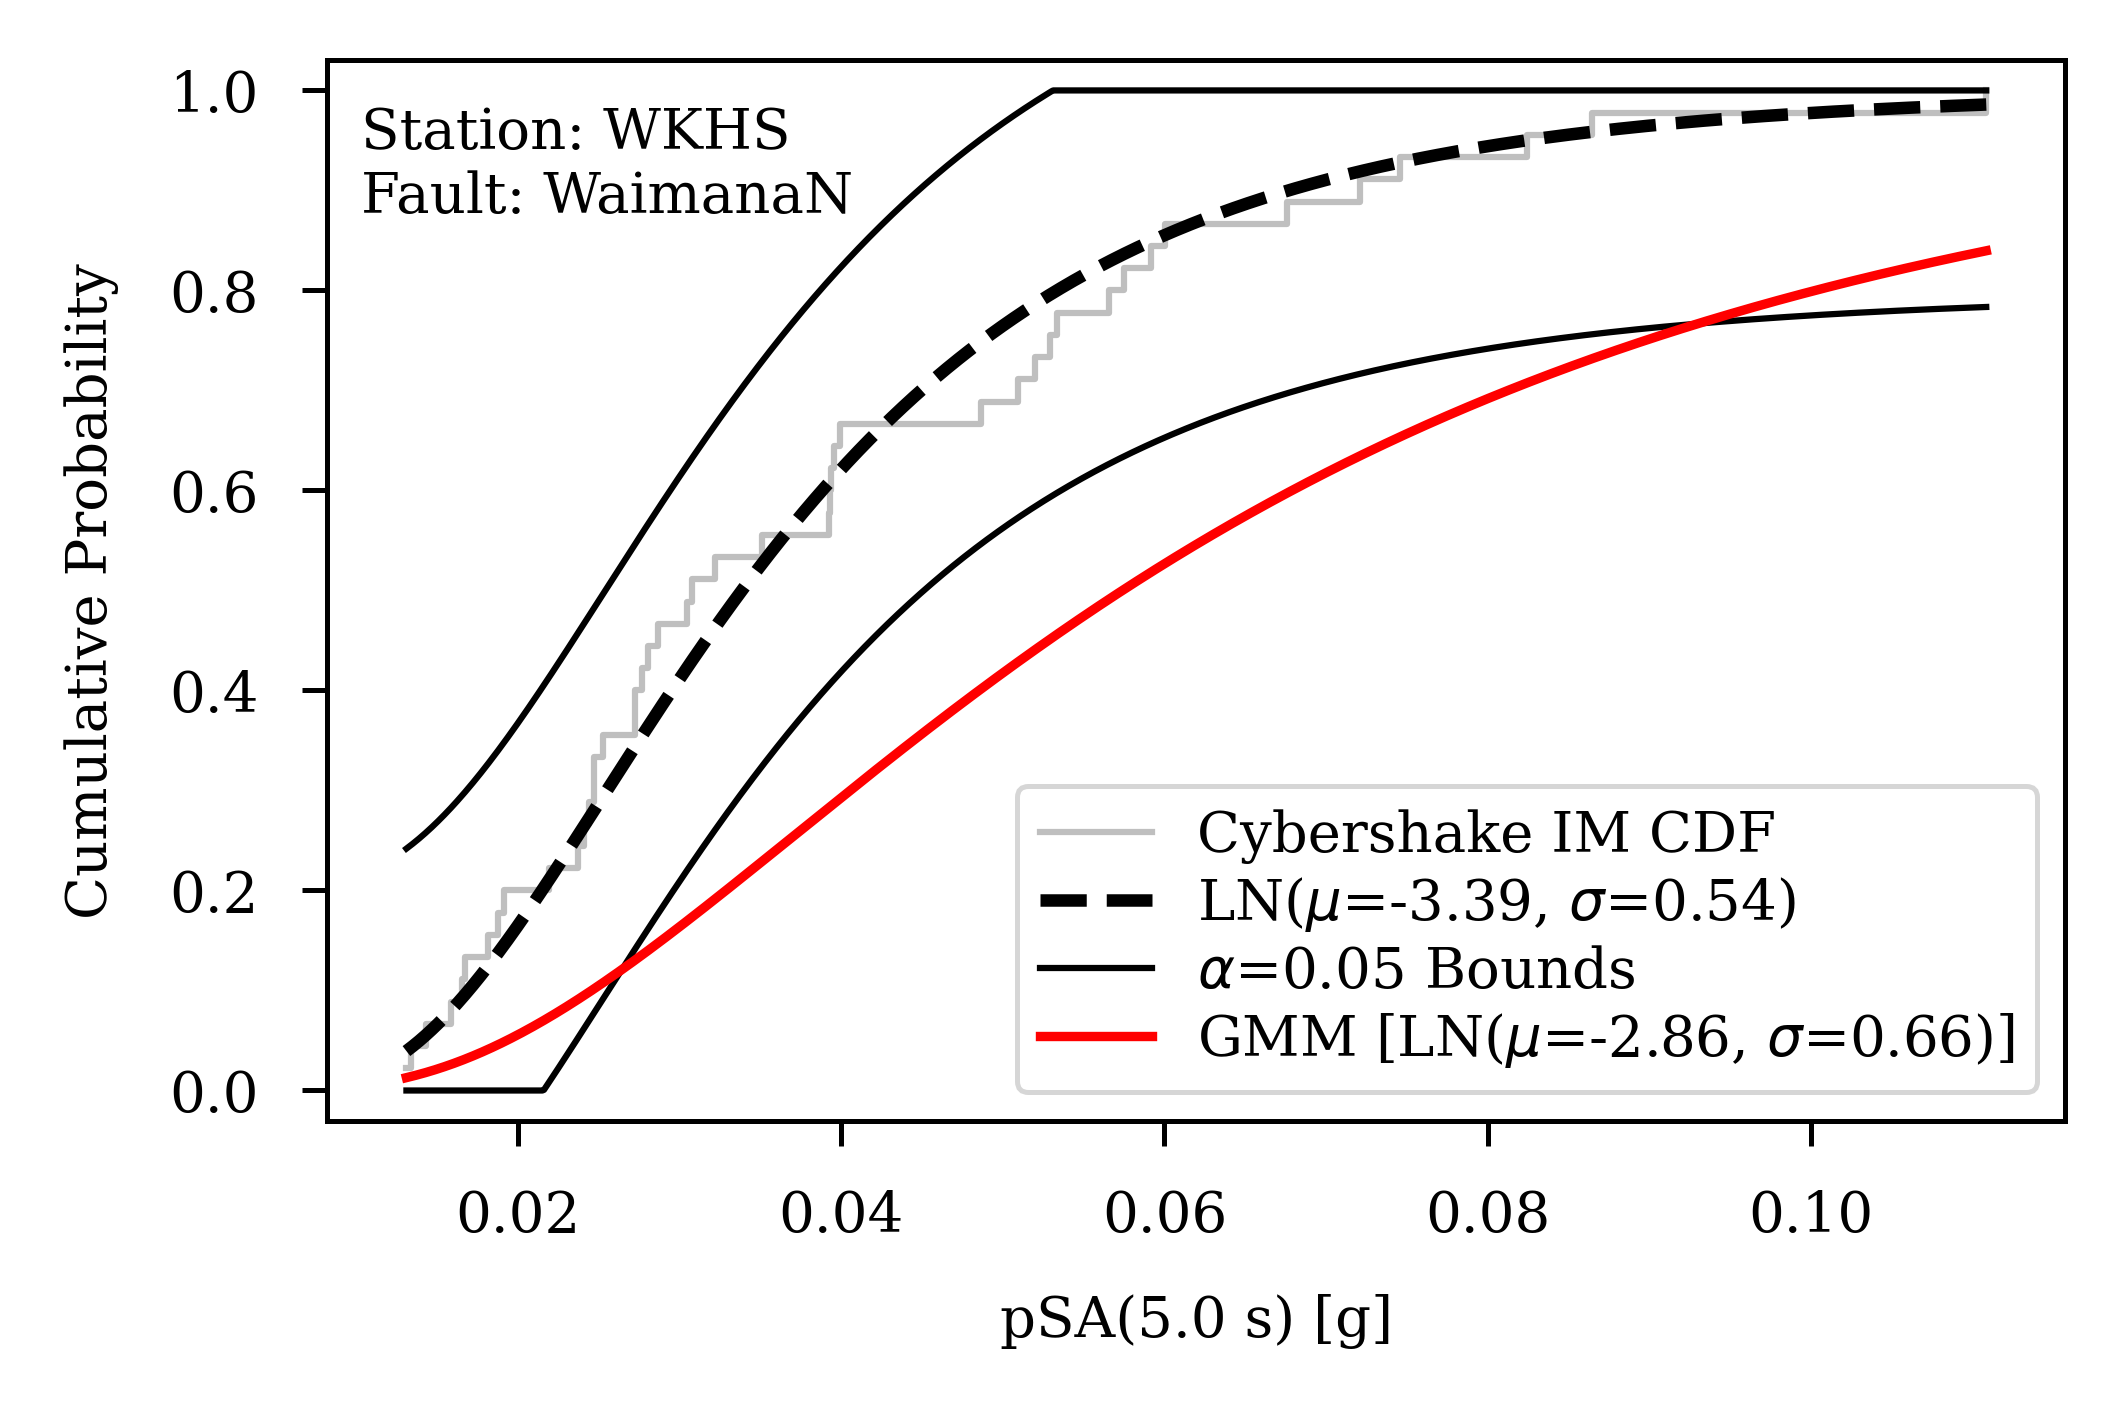 Station: WKHS
Fault: WaimanaN
Cumulative Probability
1.0
0.8
0.6
0.4
0.2
0.0
Cybershake IM CDF
LN(μ=-3.39, σ=0.54)
α=0.05 Bounds
GMM [LN(μ=-2.86, σ=0.66)]
0.02 0.04 0.06 0.08 0.10
pSA(5.0 s) [g]